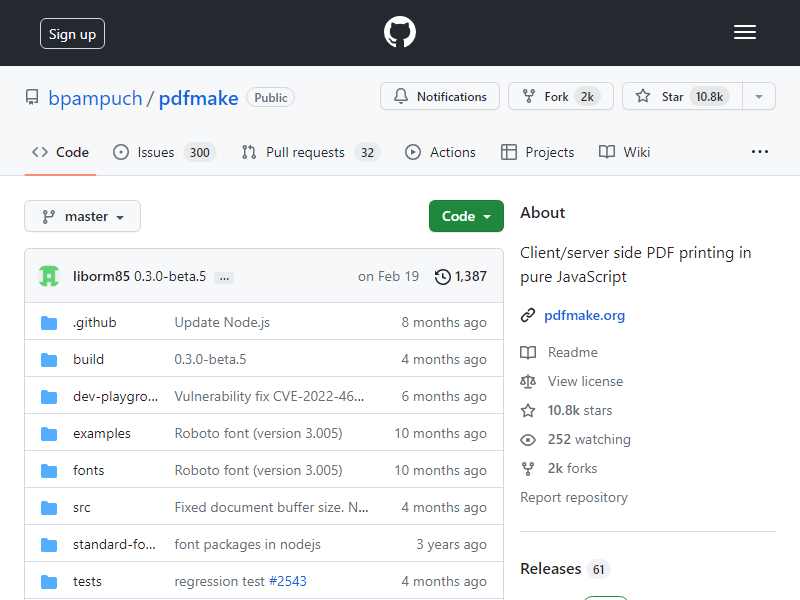 Sign up
bpampuch / pdfmake Public
Notifications
Fork 2k
Star 10.8k
Code
Issues 300
Pull requests 32
Actions
Projects
Wiki
master
Code
liborm85 0.3.0-beta.5 ... on Feb 19 1,387
.github Update Node.js 8 months ago
build 0.3.0-beta.5 4 months ago
dev-playgro... Vulnerability fix CVE-2022-46... 6 months ago
examples Roboto font (version 3.005) 10 months ago
fonts Roboto font (version 3.005) 10 months ago
src Fixed document buffer size. N... 4 months ago
standard-fo... font packages in nodejs 3 years ago
tests regression test #2543 4 months ago
About
Client/server side PDF printing in
pure JavaScript
pdfmake.org
Readme
View license
10.8k stars
252 watching
2k forks
Report repository
Releases 61